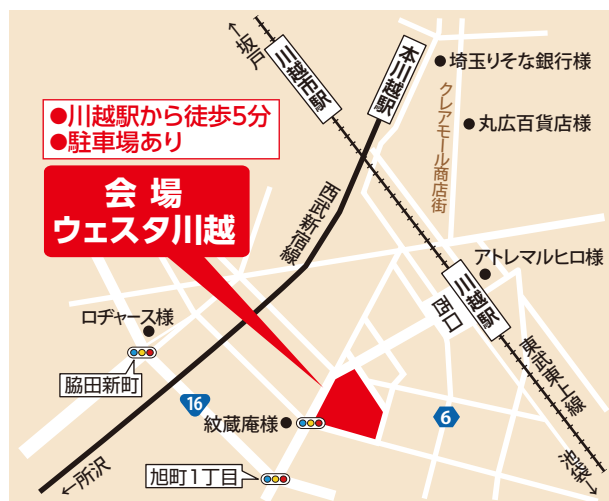 ←坂戸
川越市駅
本川越駅
●埼玉りそな銀行様
クレアモール商店街
●丸広百貨店様
●川越駅から徒歩5分
●駐車場あり
会場
ウェスタ川越
西武新宿線
アトレマルヒロ様
川越駅
西口
ロヂャース様
脇田新町
東武東上線
16
紋蔵庵様●
6
旭町1丁目
←所沢
池袋→